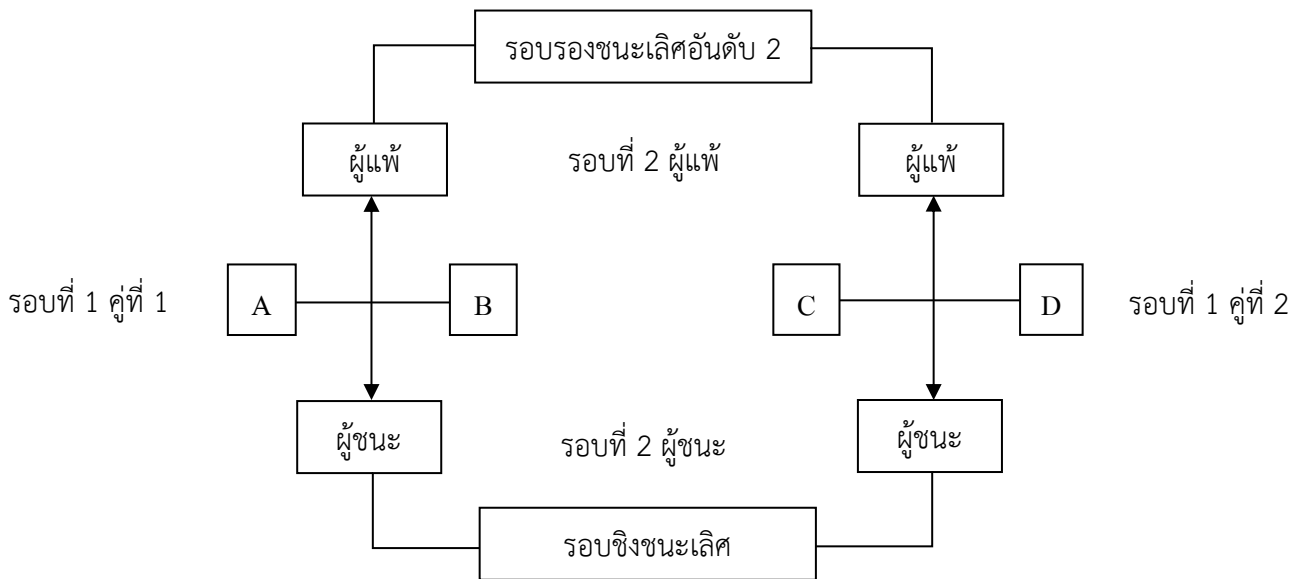 รอบรองชนะเลิศอันดับ 2
ผู้แพ้
รอบที่ 2 ผู้แพ้
ผู้แพ้
รอบที่ 1 คู่ที่ 1
A
B
C
D
รอบที่ 1 คู่ที่ 2
ผู้ชนะ
รอบที่ 2 ผู้ชนะ
ผู้ชนะ
รอบชิงชนะเลิศ